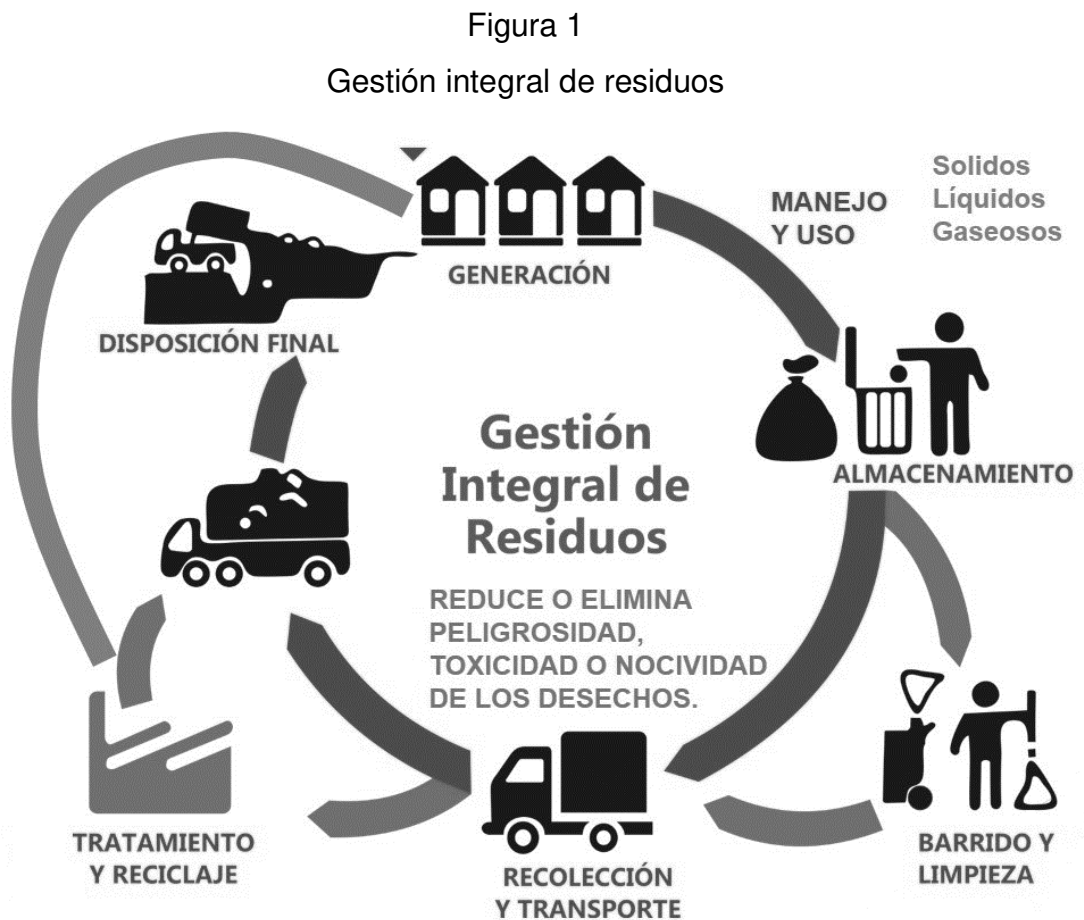 Figura 1
Gestión integral de residuos
GENERACIÓN
MANEJO
Y USO
Solidos
Líquidos
Gaseosos
DISPOSICIÓN FINAL
ALMACENAMIENTO
Gestión
Integral de
Residuos
REDUCE O ELIMINA
PELIGROSIDAD,
TOXICIDAD O NOCIVIDAD
DE LOS DESECHOS.
TRATAMIENTO
Y RECICLAJE
RECOLECCIÓN
Y TRANSPORTE
BARRIDO Y
LIMPIEZA